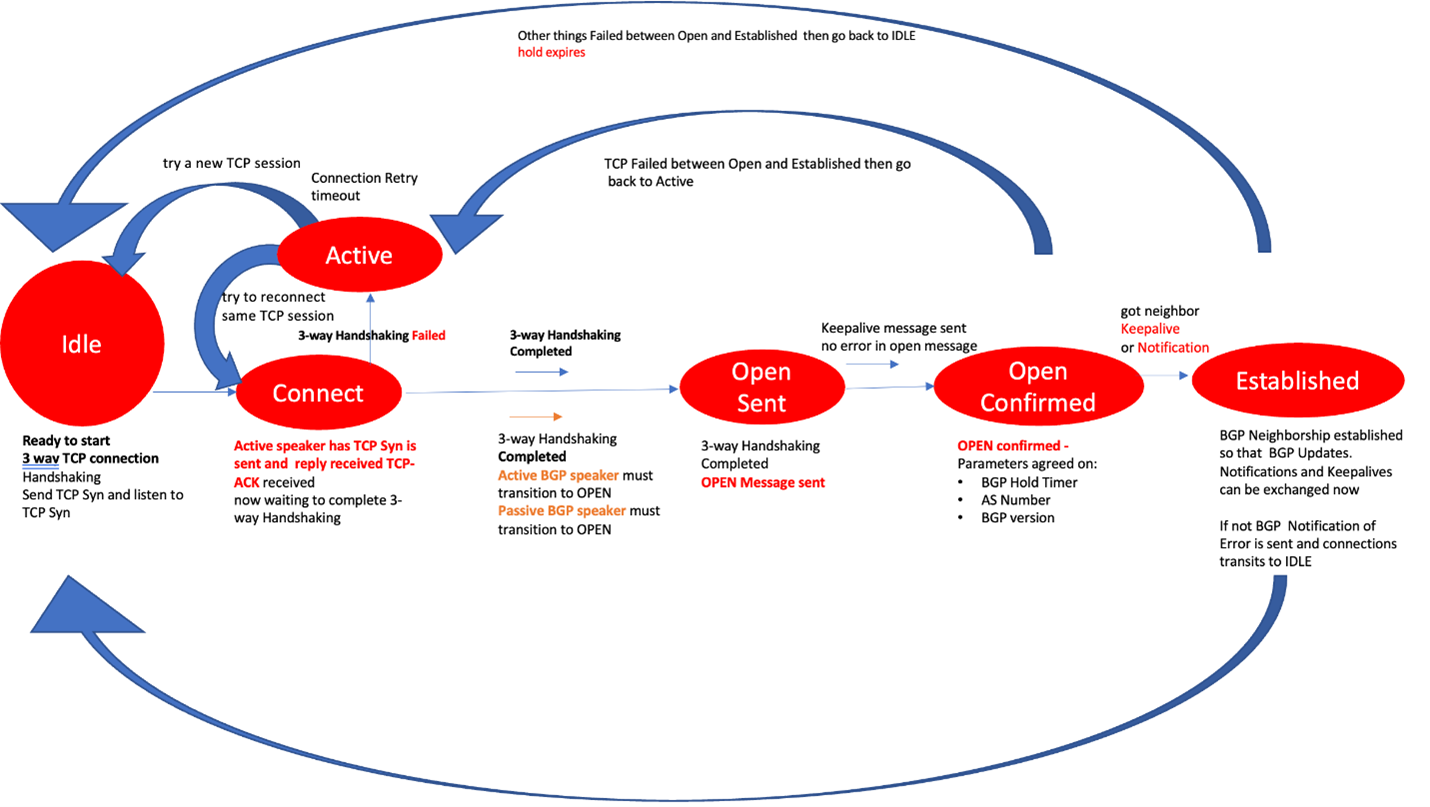 Other things Failed between Open and Established then go back to IDLE
hold expires
try a new TCP session
Connection Retry
timeout
TCP Failed between Open and Established then go
back to Active
Active
Idle
try to reconnect
same TCP session
3-way Handshaking Failed
3-way Handshaking
Completed
Keepalive message sent
no error in open message
got neighbor
Keepalive
or Notification
Connect
Open
Sent
Open
Confirmed
Established
Ready to start
3 way TCP connection
Handshaking
Send TCP Syn and listen to
TCP Syn
Active speaker has TCP Syn is
sent and reply received TCP-
ACK received
now waiting to complete 3-
way Handshaking
3-way Handshaking
Completed
Active BGP speaker must
transition to OPEN
Passive BGP speaker must
transition to OPEN
3-way Handshaking
Completed
OPEN Message sent
OPEN confirmed -
Parameters agreed on:
• BGP Hold Timer
• AS Number
• BGP version
BGP Neighborship established
so that BGP Updates.
Notifications and Keepalives
can be exchanged now
If not BGP Notification of
Error is sent and connections
transits to IDLE